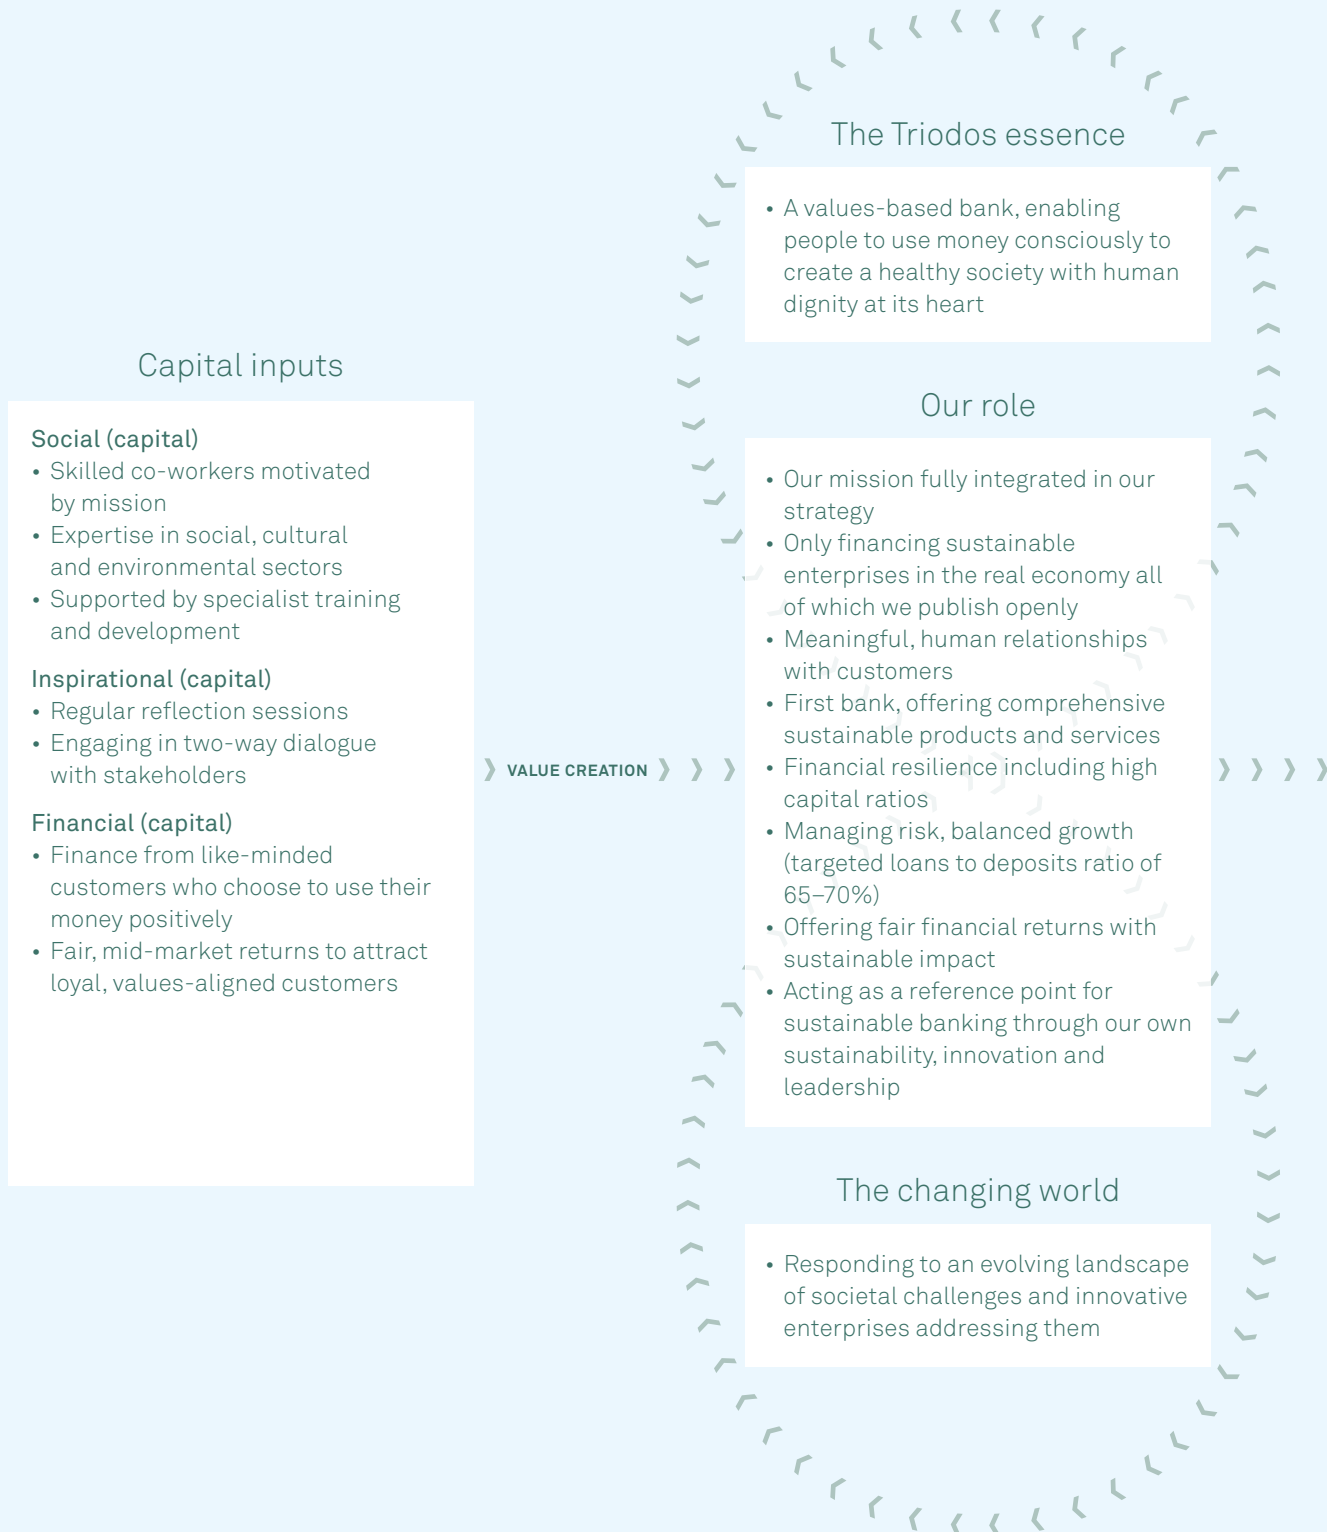 Capital inputs
Social (capital)
• Skilled co-workers motivated
by mission
• Expertise in social, cultural
and environmental sectors
• Supported by specialist training
and development
Inspirational (capital)
• Regular reflection sessions
• Engaging in two-way dialogue
with stakeholders
Financial (capital)
• Finance from like-minded
customers who choose to use their
money positively
• Fair, mid-market returns to attract
loyal, values-aligned customers
VALUE CREATION
The Triodos essence
• A values-based bank, enabling
people to use money consciously to
create a healthy society with human
dignity at its heart
Our role
• Our mission fully integrated in our
strategy
• Only financing sustainable
enterprises in the real economy all
of which we publish openly
• Meaningful, human relationships
with customers
• First bank, offering comprehensive
sustainable products and services
• Financial resilience including high
capital ratios
• Managing risk, balanced growth
(targeted loans to deposits ratio of
65–70%)
• Offering fair financial returns with
sustainable impact
• Acting as a reference point for
sustainable banking through our own
sustainability, innovation and
leadership
The changing world
• Responding to an evolving landscape
of societal challenges and innovative
enterprises addressing them